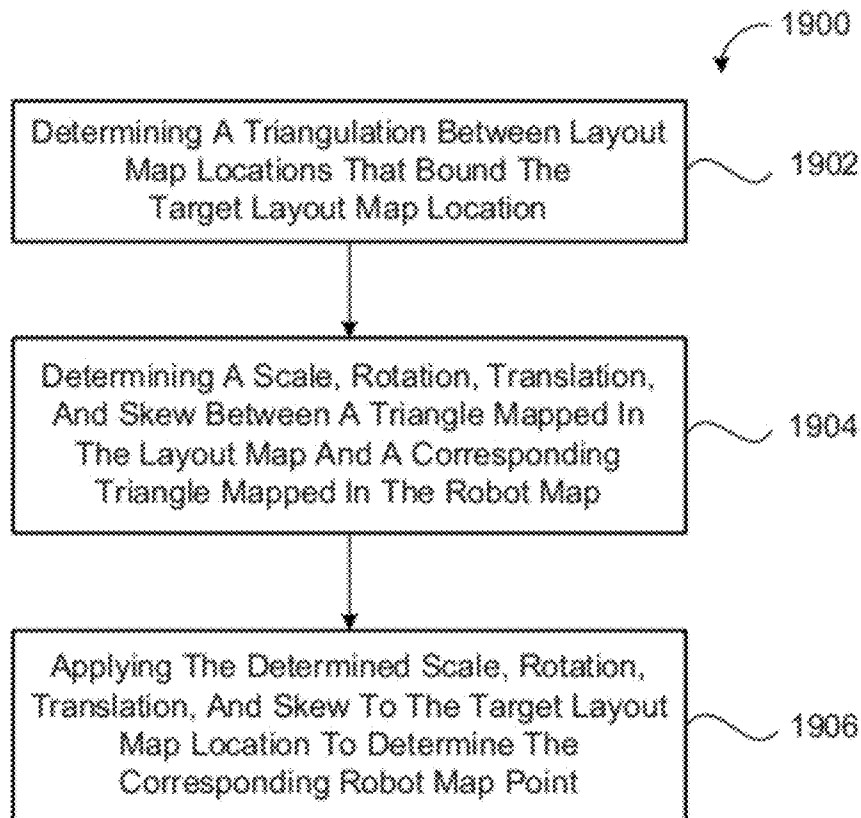 1900
Determining A Triangulation Between Layout
Map Locations That Bound The
Target Layout Map Location
1902
Determining A Scale, Rotation, Translation,
And Skew Between A Triangle Mapped In
The Layout Map And A Corresponding
Triangle Mapped In The Robot Map
1904
Applying The Determined Scale, Rotation,
Translation, And Skew To The Target Layout
Map Location To Determine The
Corresponding Robot Map Point
1906